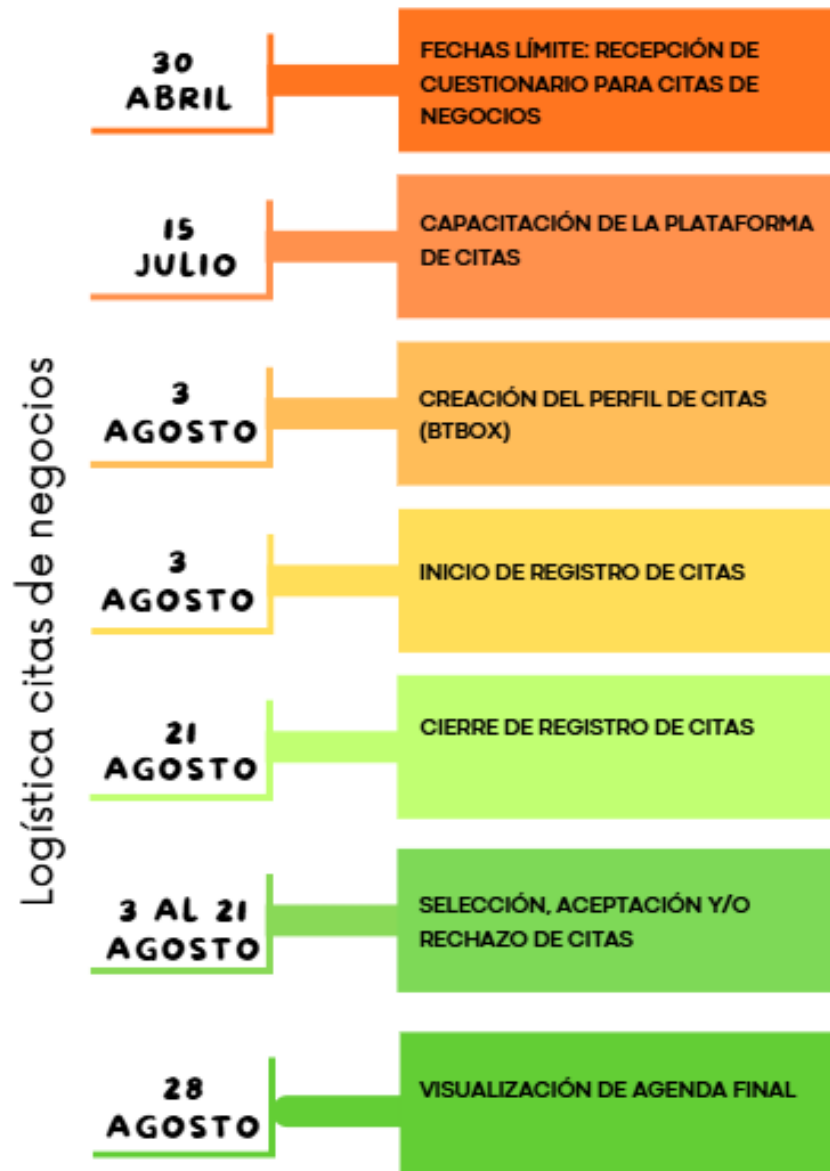 Logística citas de negocios
30
ABRIL
FECHAS LÍMITE: RECEPCIÓN DE
CUESTIONARIO PARA CITAS DE
NEGOCIOS
15
JULIO
CAPACITACIÓN DE LA PLATAFORMA
DE CITAS
3
AGOSTO
CREACIÓN DEL PERFIL DE CITAS
(BTBOX)
3
AGOSTO
INICIO DE REGISTRO DE CITAS
21
AGOSTO
CIERRE DE REGISTRO DE CITAS
3 AL 21
AGOSTO
SELECCIÓN, ACEPTACIÓN Y/O
RECHAZO DE CITAS
28
AGOSTO
VISUALIZACIÓN DE AGENDA FINAL